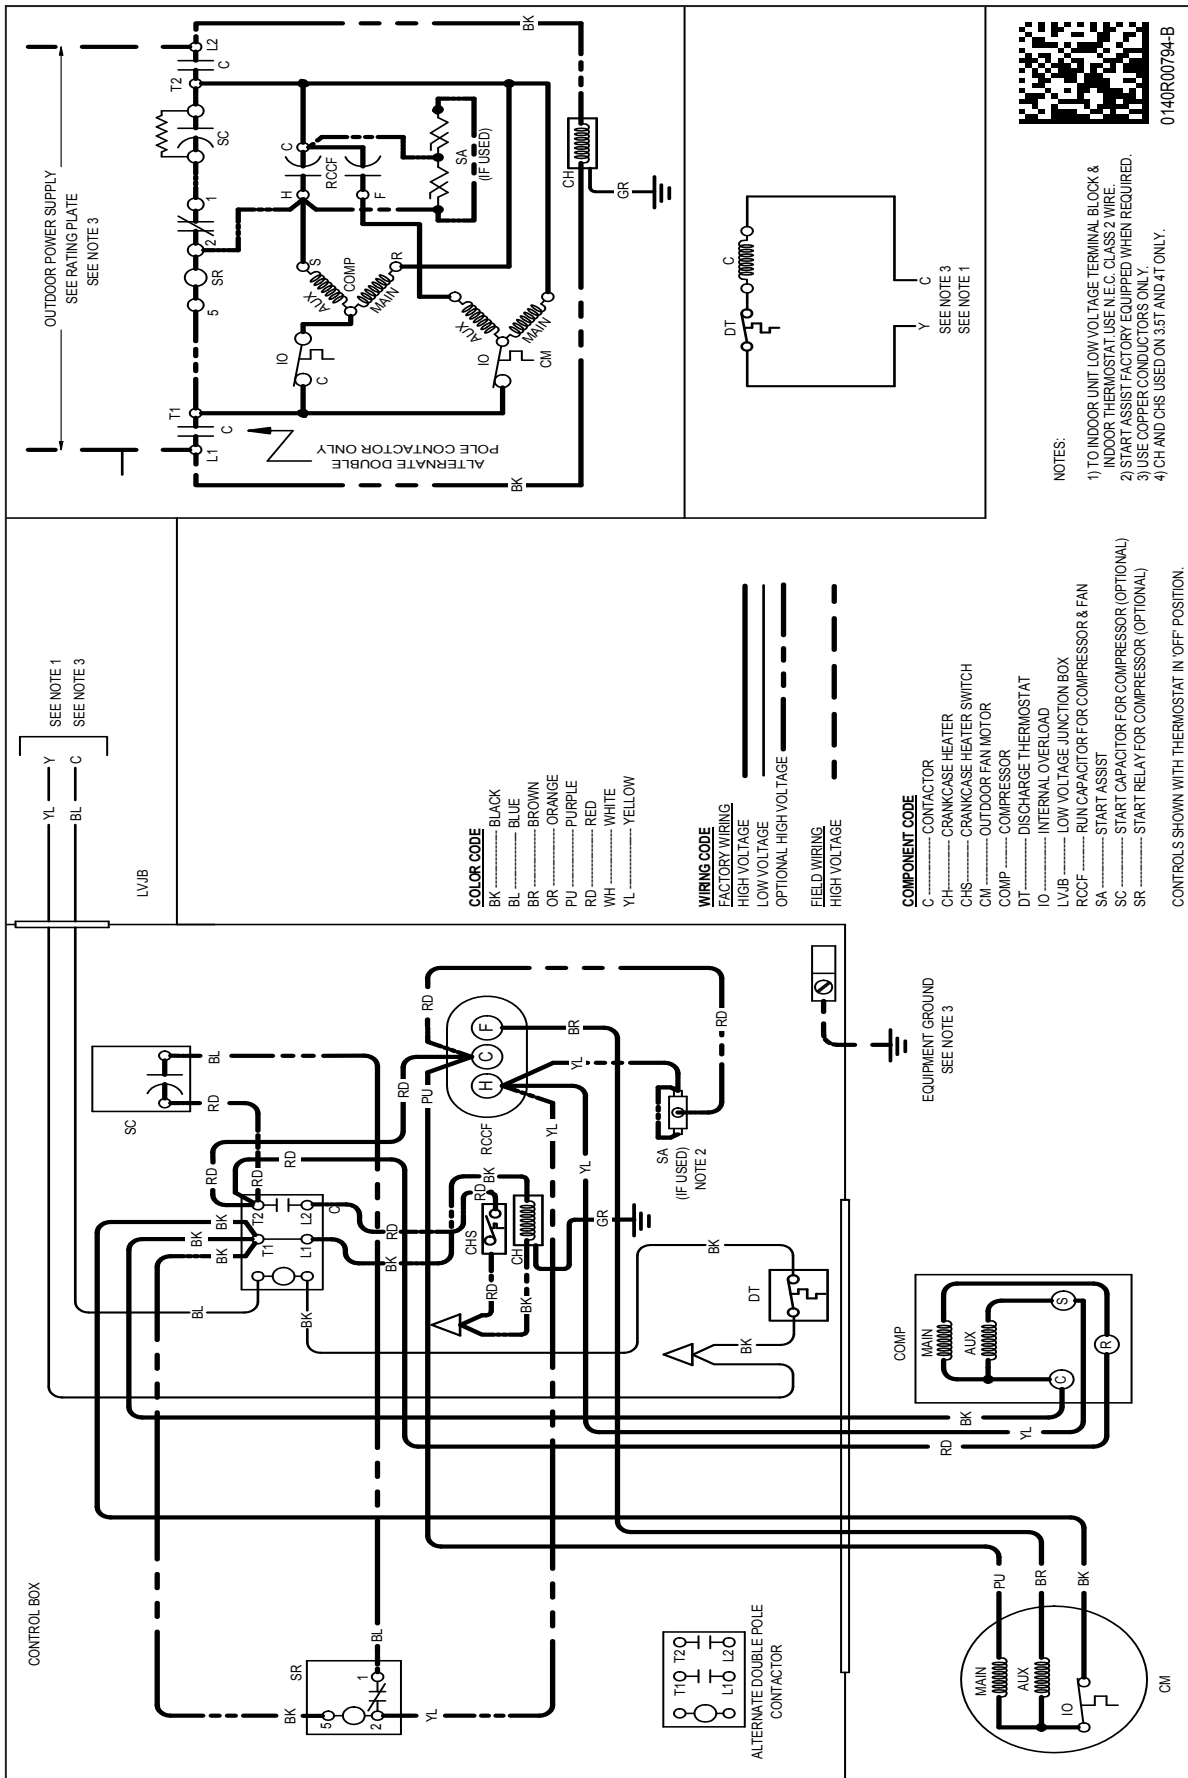 CONTROL BOX
SR
5
2
1
BK
YL
BL
ALTERNATE DOUBLE POLE
CONTACTOR
T1
T2
L1
L2
CM
MAIN
AUX
IO
PU
BR
BK
COMP
MAIN
AUX
C
S
R
RD
YL
BK
BL
BK
BK
BK
BK
T2
T1
L2
L1
C
RD
RD
RD
RD
BK
SC
RD
BL
CHS
CH
RD
BK
RD
BK
GR
RCCF
H
C
F
PU
RD
RD
YL
YL
YL
BR
RD
SA
(IF USED)
NOTE 2
DT
BK
BK
EQUIPMENT GROUND
SEE NOTE 3
LVJB
YL
Y
BL
C
SEE NOTE 1
SEE NOTE 3
COLOR CODE
BK ---------- BLACK
BL ---------- BLUE
BR ---------- BROWN
OR ---------- ORANGE
PU ---------- PURPLE
RD ---------- RED
WH ---------- WHITE
YL ---------- YELLOW
WIRING CODE
FACTORY WIRING
HIGH VOLTAGE
LOW VOLTAGE
OPTIONAL HIGH VOLTAGE
FIELD WIRING
HIGH VOLTAGE
COMPONENT CODE
C ---------- CONTACTOR
CH ---------- CRANKCASE HEATER
CHS ---------- CRANKCASE HEATER SWITCH
CM ---------- OUTDOOR FAN MOTOR
COMP ---------- COMPRESSOR
DT ---------- DISCHARGE THERMOSTAT
IO ---------- INTERNAL OVERLOAD
LVJB ---------- LOW VOLTAGE JUNCTION BOX
RCCF ---------- RUN CAPACITOR FOR COMPRESSOR & FAN
SA ---------- START ASSIST
SC ---------- START CAPACITOR FOR COMPRESSOR (OPTIONAL)
SR ---------- START RELAY FOR COMPRESSOR (OPTIONAL)
CONTROLS SHOWN WITH THERMOSTAT IN 'OFF' POSITION.
OUTDOOR POWER SUPPLY
SEE RATING PLATE
SEE NOTE 3
L1
C
T1
5
SR
2
1
SC
T2
C
L2
ALTERNATE DOUBLE
POLE CONTACTOR ONLY
IO
C
AUX
S
COMP
MAIN
R
H
C
RCCF
F
SA
(IF USED)
IO
CM
AUX
MAIN
BK
BK
CH
GR
DT
C
Y
C
SEE NOTE 3
SEE NOTE 1
NOTES:
1) TO INDOOR UNIT LOW VOLTAGE TERMINAL BLOCK &
INDOOR THERMOSTAT.USE N.E.C. CLASS 2 WIRE.
2) START ASSIST FACTORY EQUIPPED WHEN REQUIRED.
3) USE COPPER CONDUCTORS ONLY.
4) CH AND CHS USED ON 3.5T AND 4T ONLY.
0140R00794-B